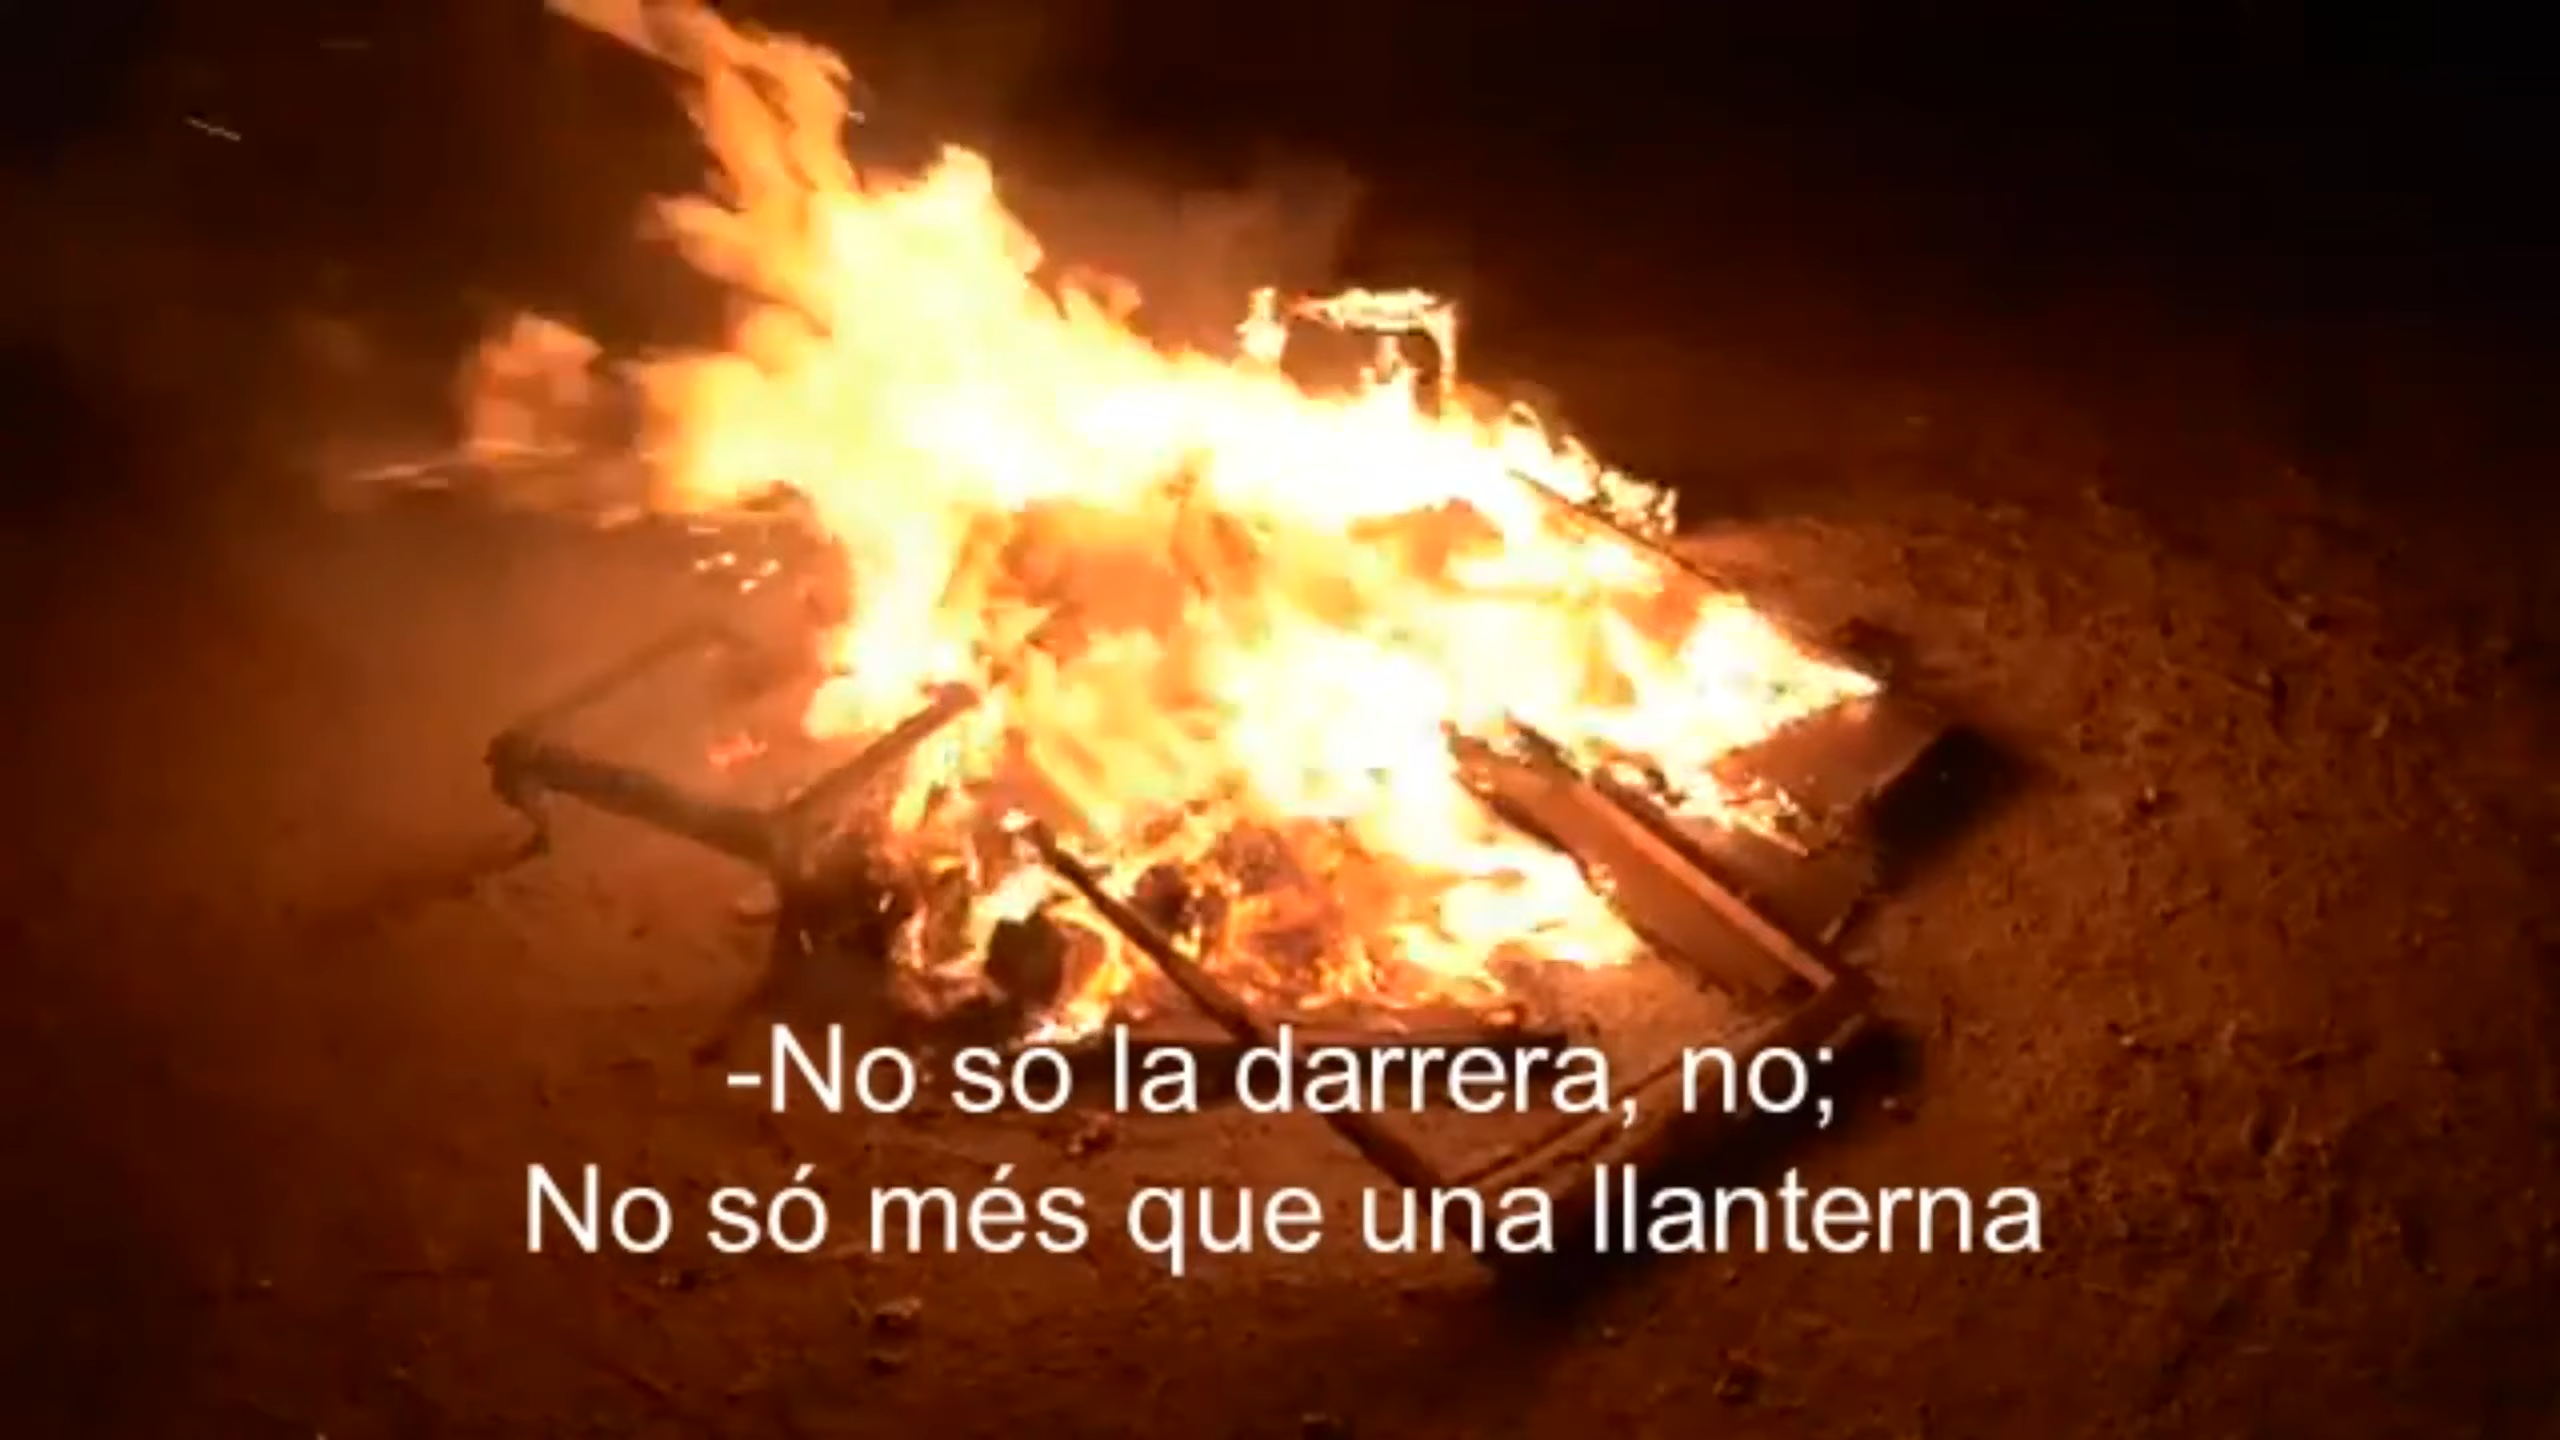 -No so la darrera, no;
No só més que una llanterna